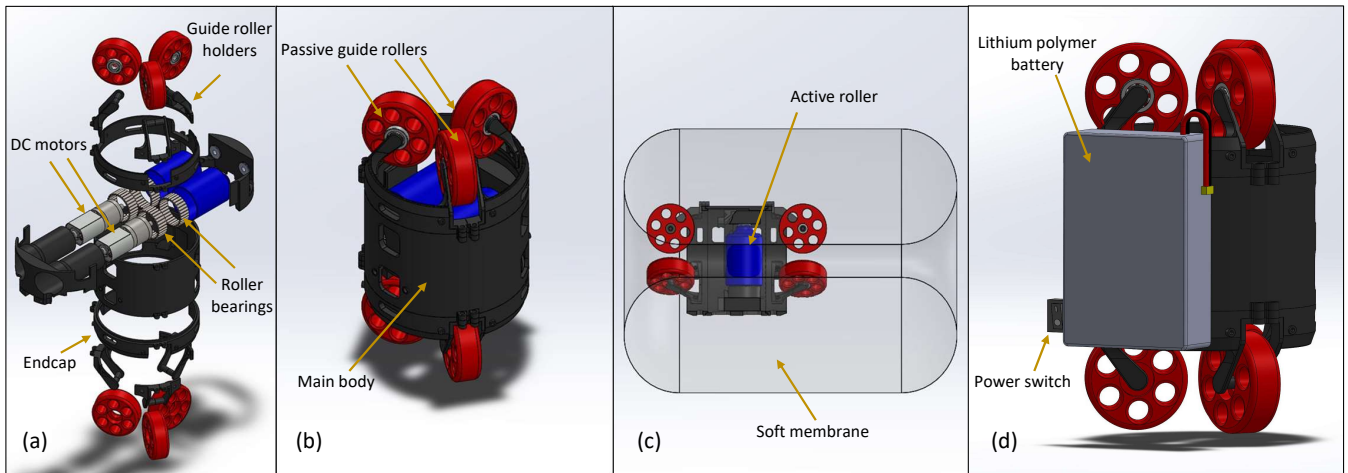 Guide roller
holders
DC motors
Roller
bearings
Endcap
(a)
Passive guide rollers
Main body
(b)
Active roller
Soft membrane
(c)
Lithium polymer
battery
Power switch
(d)